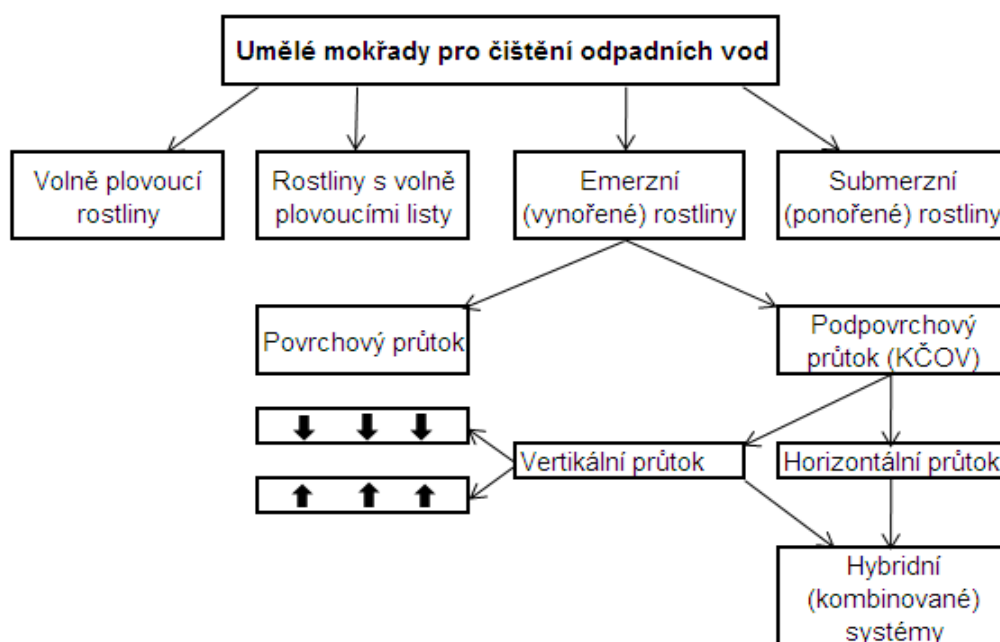 Umělé mokřady pro čištění odpadních vod
Volně plovoucí
rostliny
Rostliny s volně
plovoucími listy
Emerzní
(vynořené) rostliny
Submerzní
(ponořené) rostliny
Povrchový průtok
Podpovrchový
průtok (KČOV)
Vertikální průtok
Horizontální průtok
Hybridní
(kombinované)
systémy